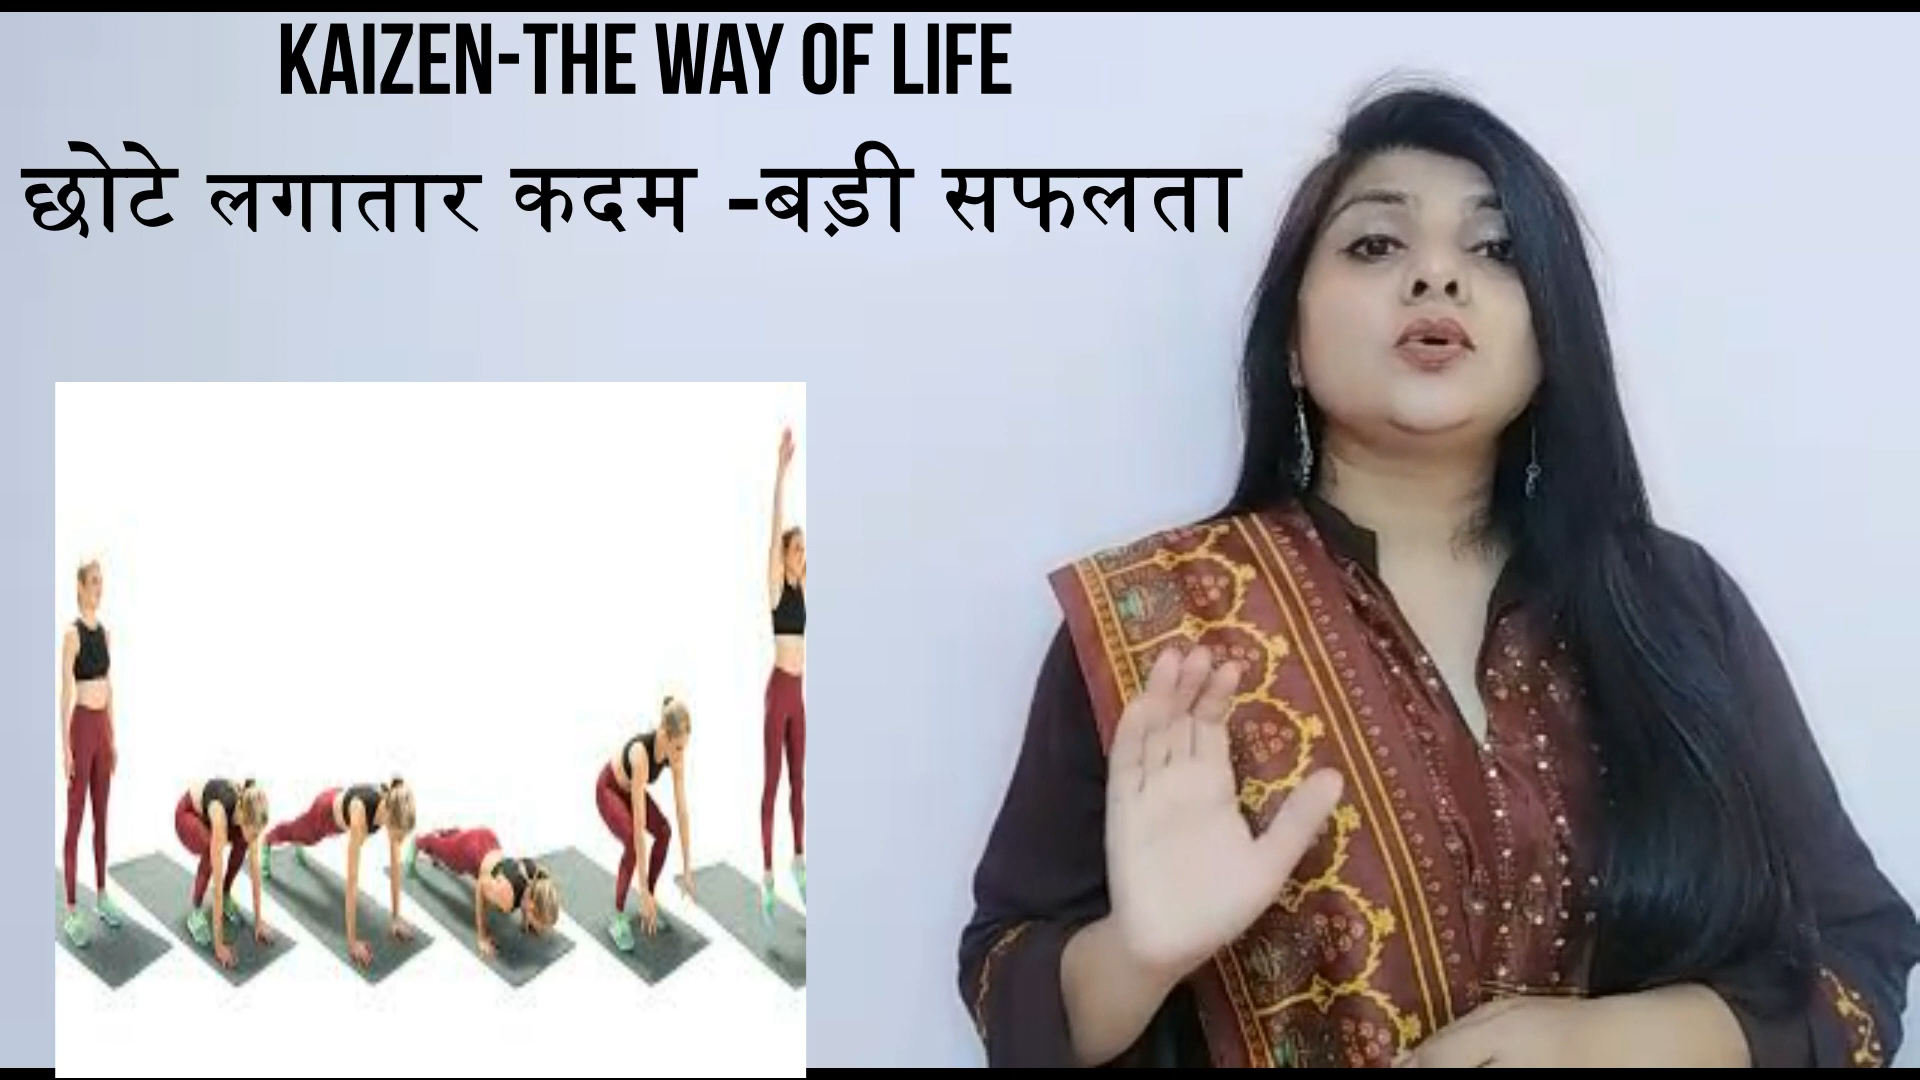 KAIZEN-THE WAY OF LIFE
छोटे लगातार कदम -बड़ी सफलता